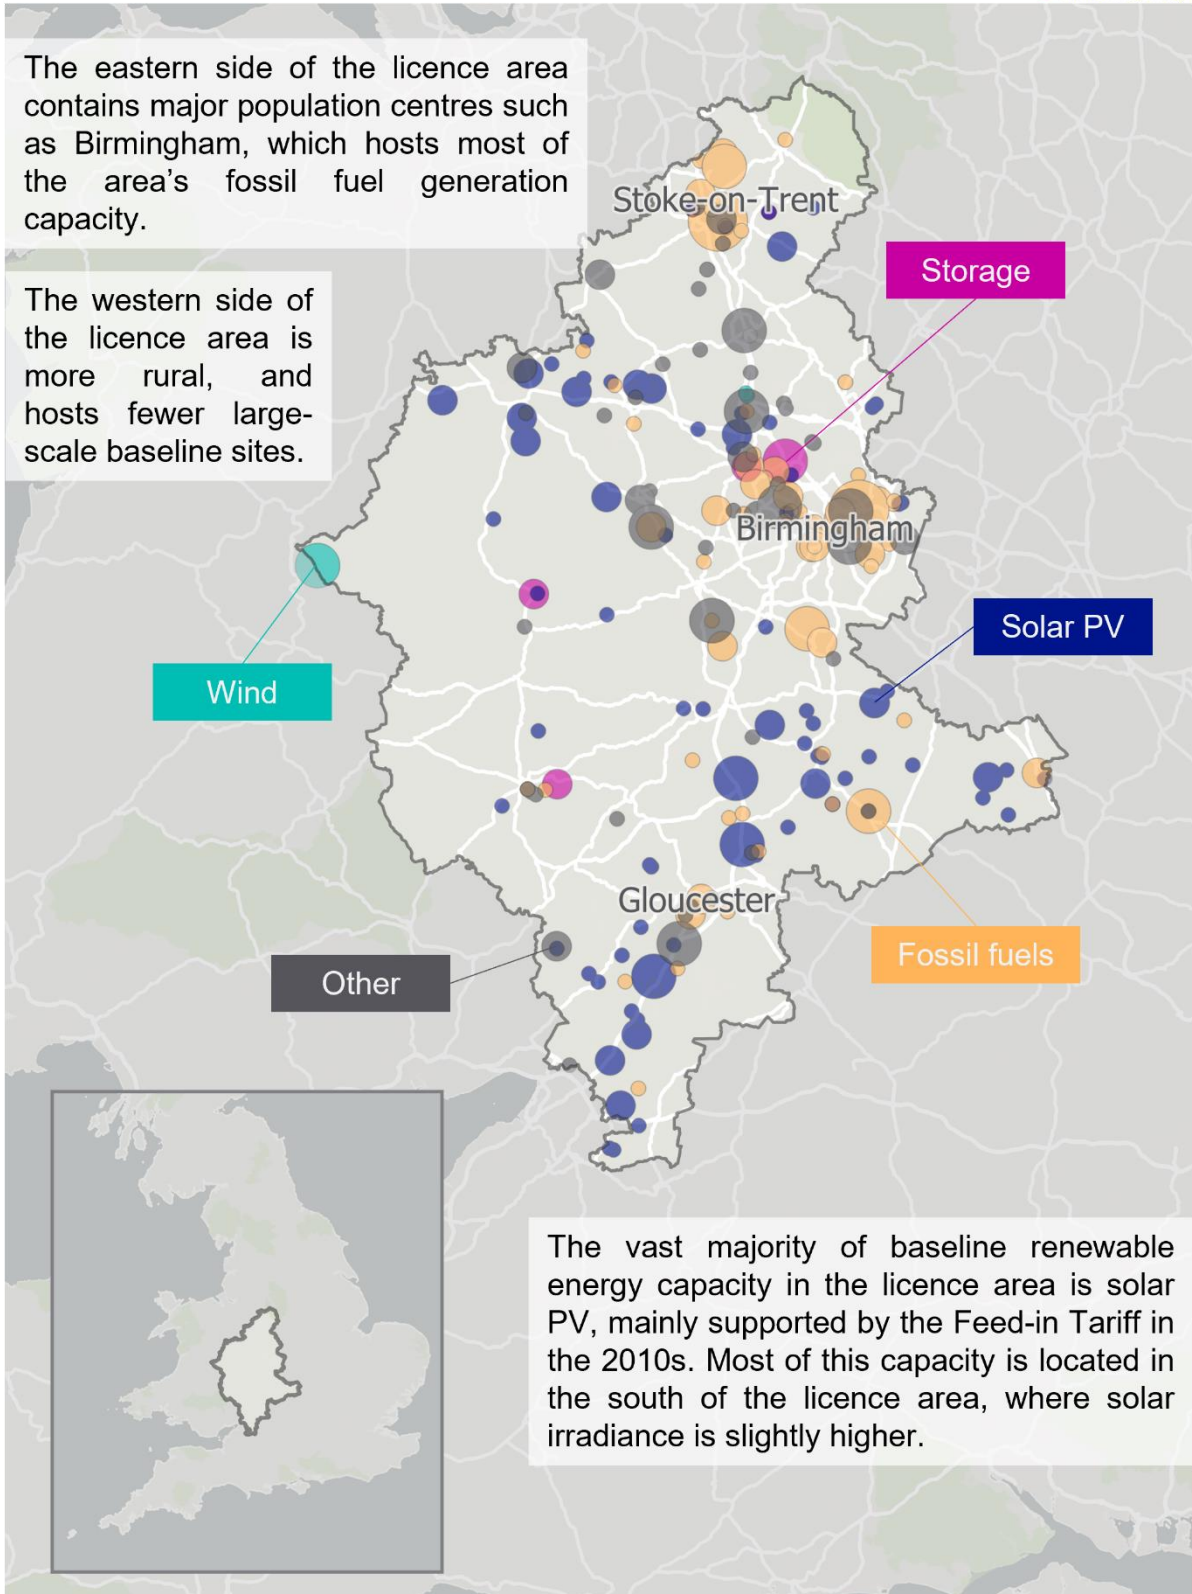 The eastern side of the licence area
contains major population centres such
as Birmingham, which hosts most of
the area’s fossil fuel generation
capacity.
The western side of
the licence area is
more rural, and
hosts fewer large-
scale baseline sites.
Stoke-on-Trent
Storage
Birmingham
Solar PV
Wind
Gloucester
Fossil fuels
Other
The vast majority of baseline renewable
energy capacity in the licence area is solar
PV, mainly supported by the Feed-in Tariff in
the 2010s. Most of this capacity is located in
the south of the licence area, where solar
irradiance is slightly higher.